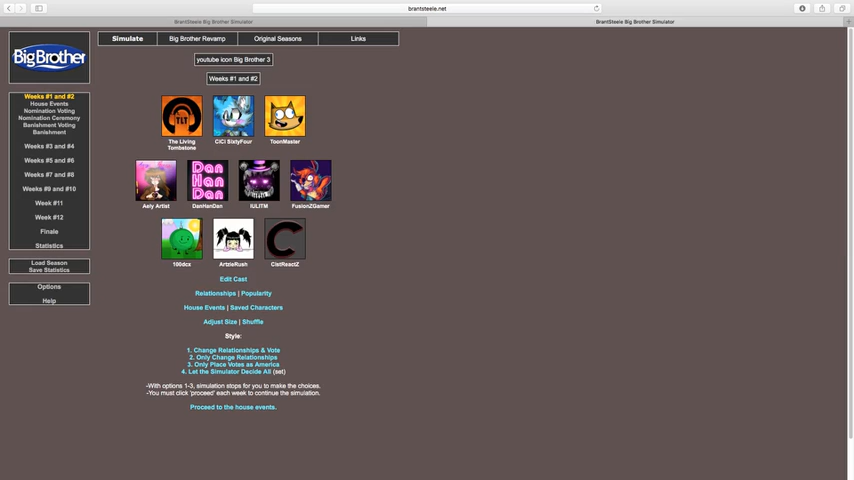 brantsteele.net
BrantSteele Big Brother Simulator
BrantSteele Big Brother Simulator
Big Brother
Simulate
Big Brother Revamp
Original Seasons
Links
Weeks #1 and #2
House Events
Nomination Voting
Nomination Ceremony
Banishment Voting
Banishment
Weeks #3 and #4
Weeks #5 and #6
Weeks #7 and #8
Weeks #9 and #10
Week #11
Week #12
Finale
Statistics
Load Season
Save Statistics
Options
Help
youtube icon Big Brother 3
Weeks #1 and #2
TLT
The Living
Tombstone
CiCi SixtyFour
ToonMaster
Dan
Han
Dan
Aely Artist
DanHanDan
IULITM
FusionZGamer
100dcx
ArtzieRush
ClstReactZ
Edit Cast
Relationships | Popularity
House Events | Saved Characters
Adjust Size | Shuffle
Style:
1. Change Relationships & Vote
2. Only Change Relationships
3. Only Place Votes as America
4. Let the Simulator Decide All (set)
-With options 1-3, simulation stops for you to make the choices.
-You must click 'proceed' each week to continue the simulation.
Proceed to the house events.